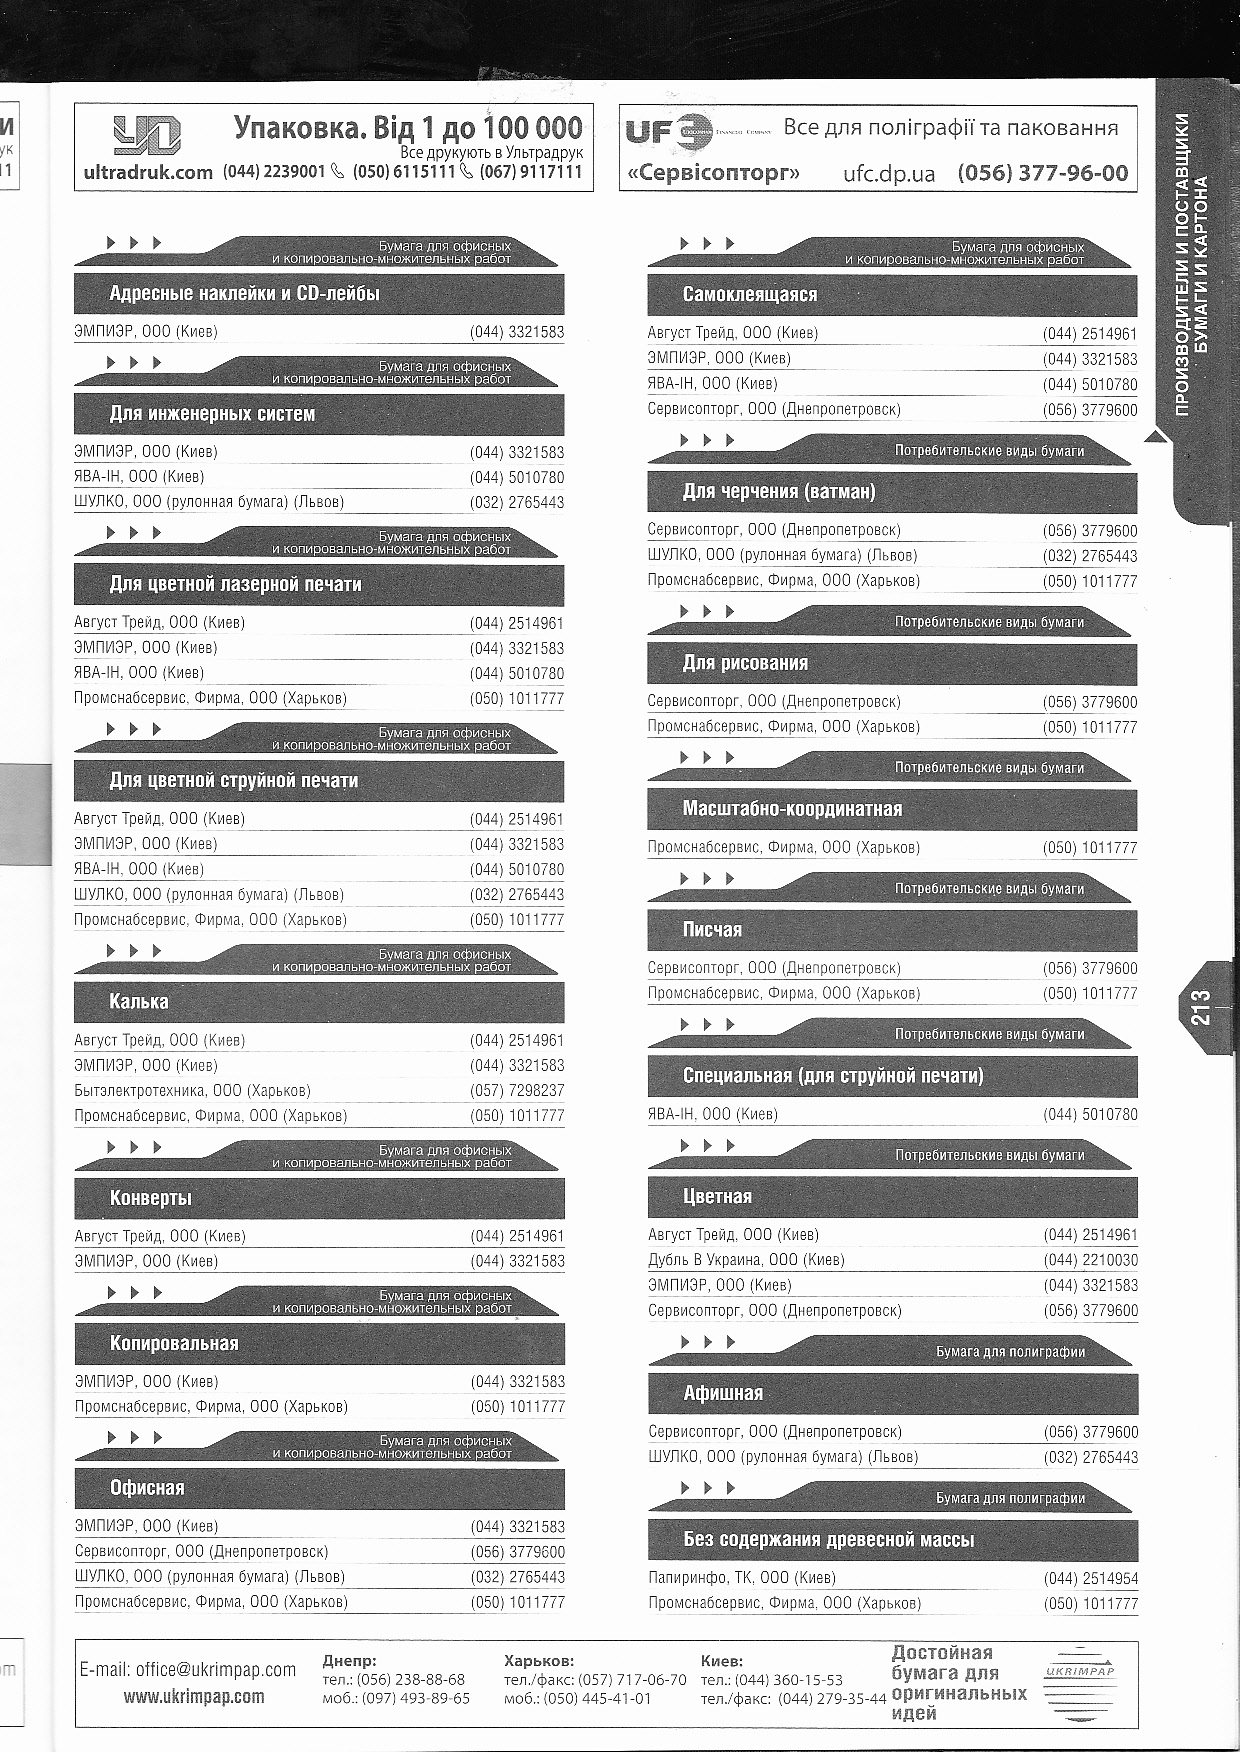 Упаковка. Від 1 до 100 000
Все друкують в Ультрадрук
ultradruk.com (044) 2239001 (050) 6115111 (067) 9117111
UF
Все для поліграфії та паковання
«Сервісопторг» ufc.dp.ua (056) 377-96-00
ПРОИЗВОДИТЕЛИ И ПОСТАВЩИКИ
БУМАГИ И КАРТОНА
Бумага для офисных
и копировально-множительных работ
Адресные наклейки и CD-лейбы
ЭМПИЭР, ООО (Киев) (044) 3321583
Бумага для офисных
и копировально-множительных работ
Для инженерных систем
ЭМПИЭР, ООО (Киев) (044) 3321583
ЯВА-ІН, ООО (Киев) (044) 5010780
ШУЛКО, ООО (рулонная бумага) (Львов) (032) 2765443
Бумага для офисных
и копировально-множительных работ
Для цветной лазерной печати
Август Трейд, ООО (Киев) (044) 2514961
ЭМПИЭР, ООО (Киев) (044) 3321583
ЯВА-ІН, ООО (Киев) (044) 5010780
Промснабсервис, Фирма, ООО (Харьков) (050) 1011777
Бумага для офисных
и копировально-множительных работ
Для цветной струйной печати
Август Трейд, ООО (Киев) (044) 2514961
ЭМПИЭР, ООО (Киев) (044) 3321583
ЯВА-ІН, ООО (Киев) (044) 5010780
ШУЛКО, ООО (рулонная бумага) (Львов) (032) 2765443
Промснабсервис, Фирма, ООО (Харьков) (050) 1011777
Бумага для офисных
и копировально-множительных работ
Калька
Август Трейд, ООО (Киев) (044) 2514961
ЭМПИЭР, ООО (Киев) (044) 3321583
Бытэлектротехника, ООО (Харьков) (057) 7298237
Промснабсервис, Фирма, ООО (Харьков) (050) 1011777
Бумага для офисных
и копировально-множительных работ
Конверты
Август Трейд, ООО (Киев) (044) 2514961
ЭМПИЭР, ООО (Киев) (044) 3321583
Бумага для офисных
и копировально-множительных работ
Копировальная
ЭМПИЭР, ООО (Киев) (044) 3321583
Промснабсервис, Фирма, ООО (Харьков) (050) 1011777
Бумага для офисных
и копировально-множительных работ
Офисная
ЭМПИЭР, ООО (Киев) (044) 3321583
Сервисопторг, ООО (Днепропетровск) (056) 3779600
ШУЛКО, ООО (рулонная бумага) (Львов) (032) 2765443
Промснабсервис, Фирма, ООО (Харьков) (050) 1011777
Бумага для офисных
и копировально-множительных работ
Самоклеящаяся
Август Трейд, ООО (Киев) (044) 2514961
ЭМПИЭР, ООО (Киев) (044) 3321583
ЯВА-ІН, ООО (Киев) (044) 5010780
Сервисопторг, ООО (Днепропетровск) (056) 3779600
Потребительские виды бумаги
Для черчения (ватман)
Сервисопторг, ООО (Днепропетровск) (056) 3779600
ШУЛКО, ООО (рулонная бумага) (Львов) (032) 2765443
Промснабсервис, Фирма, ООО (Харьков) (050) 1011777
Потребительские виды бумаги
Для рисования
Сервисопторг, ООО (Днепропетровск) (056) 3779600
Промснабсервис, Фирма, ООО (Харьков) (050) 1011777
Потребительские виды бумаги
Масштабно-координатная
Промснабсервис, Фирма, ООО (Харьков) (050) 1011777
Потребительские виды бумаги
Писчая
Сервисопторг, ООО (Днепропетровск) (056) 3779600
Промснабсервис, Фирма, ООО (Харьков) (050) 1011777
Потребительские виды бумаги
Специальная (для струйной печати)
ЯВА-ІН, ООО (Киев) (044) 5010780
Потребительские виды бумаги
Цветная
Август Трейд, ООО (Киев) (044) 2514961
Дубль В Украина, ООО (Киев) (044) 2210030
ЭМПИЭР, ООО (Киев) (044) 3321583
Сервисопторг, ООО (Днепропетровск) (056) 3779600
Бумага для полиграфии
Афишная
Сервисопторг, ООО (Днепропетровск) (056) 3779600
ШУЛКО, ООО (рулонная бумага) (Львов) (032) 2765443
Бумага для полиграфии
Без содержания древесной массы
Папиринфо, ТК, ООО (Киев) (044) 2514954
Промснабсервис, Фирма, ООО (Харьков) (050) 1011777
213
E-mail: office@ukrimpap.com
www.ukrimpap.com
Днепр:
тел.: (056) 238-88-68
моб.: (097) 493-89-65
Харьков:
тел./факс: (057) 717-06-70
моб.: (050) 445-41-01
Киев:
тел.: (044) 360-15-53
тел./факс: (044) 279-35-44
Достойная
бумага для
оригинальных
идей
UKRIMPAP